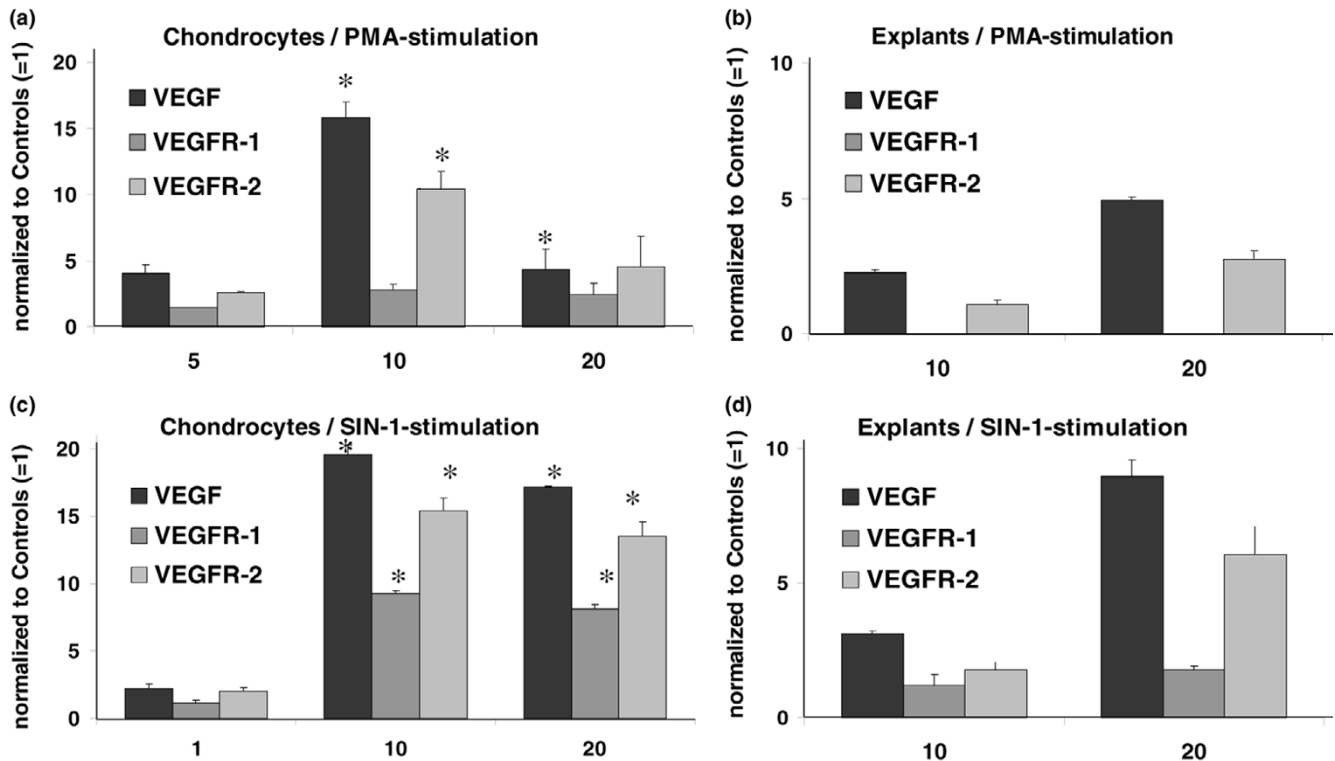 (a)
Chondrocytes / PMA-stimulation
normalized to Controls (=1)
20
15
10
5
0
VEGF
VEGFR-1
VEGFR-2
*
*
*
5
10
20
(b)
Explants / PMA-stimulation
normalized to Controls (=1)
10
5
0
VEGF
VEGFR-1
VEGFR-2
10
20
(c)
Chondrocytes / SIN-1-stimulation
normalized to Controls (=1)
20
15
10
5
0
VEGF
VEGFR-1
VEGFR-2
*
*
*
*
*
*
1
10
20
(d)
Explants / SIN-1-stimulation
normalized to Controls (=1)
10
5
0
VEGF
VEGFR-1
VEGFR-2
10
20